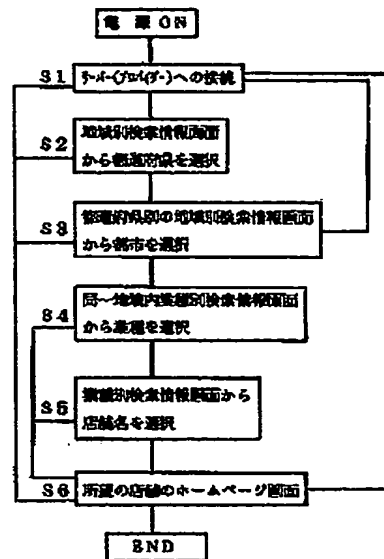 電源ON
S1
サーバー(プロバイダー)への接続
S2
地域別検索情報画面
から都道府県を選択
S3
都道府県別の地域別検索情報画面
から都市を選択
S4
同一地域内業種別検索情報画面
から業種を選択
S5
業種別検索情報画面から
店舗名を選択
S6
所望の店舗のホームページ画面
END